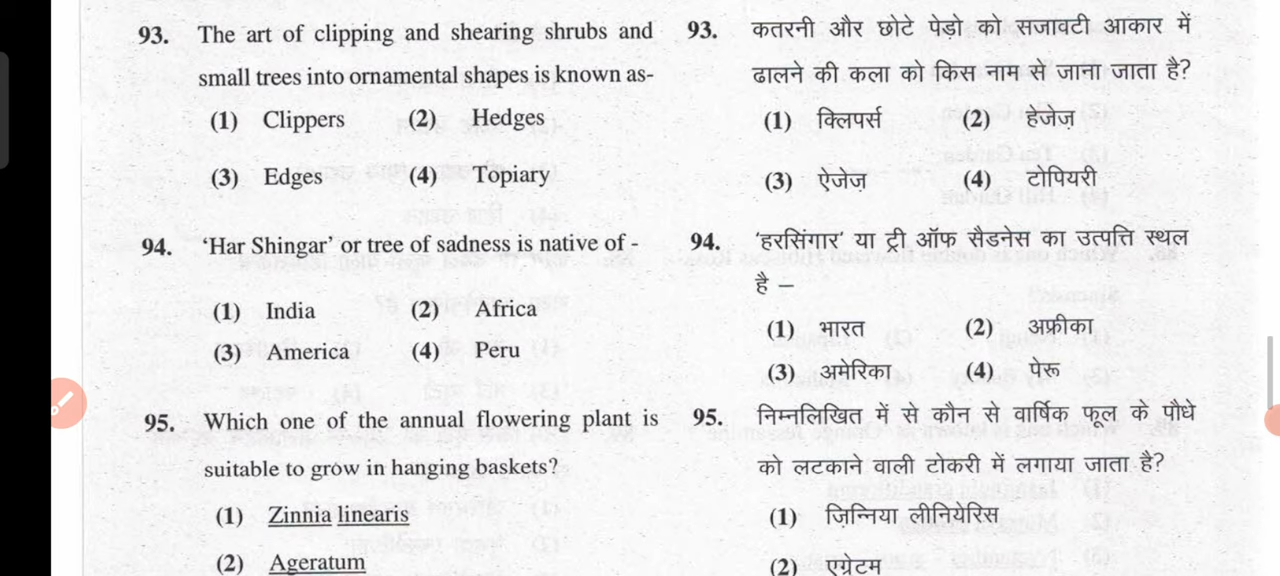 93. The art of clipping and shearing shrubs and
small trees into ornamental shapes is known as-
(1) Clippers (2) Hedges
(3) Edges (4) Topiary
94. ‘Har Shingar’ or tree of sadness is native of -
(1) India (2) Africa
(3) America (4) Peru
95. Which one of the annual flowering plant is
suitable to grow in hanging baskets?
(1) Zinnia linearis
(2) Ageratum
93. कतरनी और छोटे पेड़ो को सजावटी आकार में
ढालने की कला को किस नाम से जाना जाता है?
(1) क्लिपर्स (2) हेजेज़
(3) ऐजेज़ (4) टोपियरी
94. ‘हरसिंगार’ या ट्री ऑफ सैडनेस का उत्पत्ति स्थल
है –
(1) भारत (2) अफ्रीका
(3) अमेरिका (4) पेरू
95. निम्नलिखित में से कौन से वार्षिक फूल के पौधे
को लटकाने वाली टोकरी में लगाया जाता है?
(1) ज़िन्निया लीनियेरिस
(2) एग्रेटम